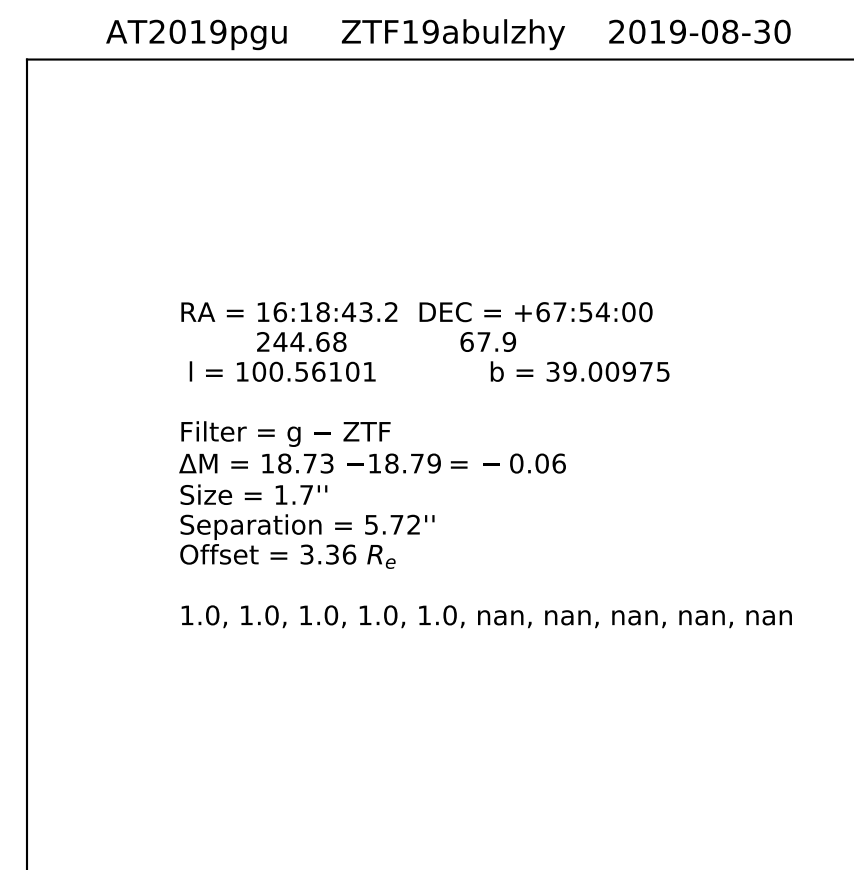 AT2019pgu ZTF19abulzhy 2019-08-30
RA = 16:18:43.2 DEC = +67:54:00
244.68 67.9
l = 100.56101 b = 39.00975
Filter = g − ZTF
ΔM = 18.73 −18.79 = − 0.06
Size = 1.7''
Separation = 5.72''
Offset = 3.36 Re
1.0, 1.0, 1.0, 1.0, 1.0, nan, nan, nan, nan, nan